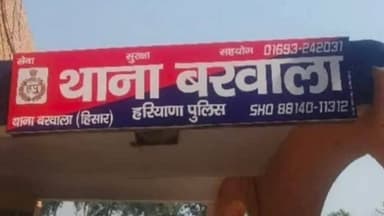 सेवा सुरक्षा सहयोग 01693-242031
थाना बरवाला
थाना बरवाला (हिसार) हरियाणा पुलिस SHO 88140-11312